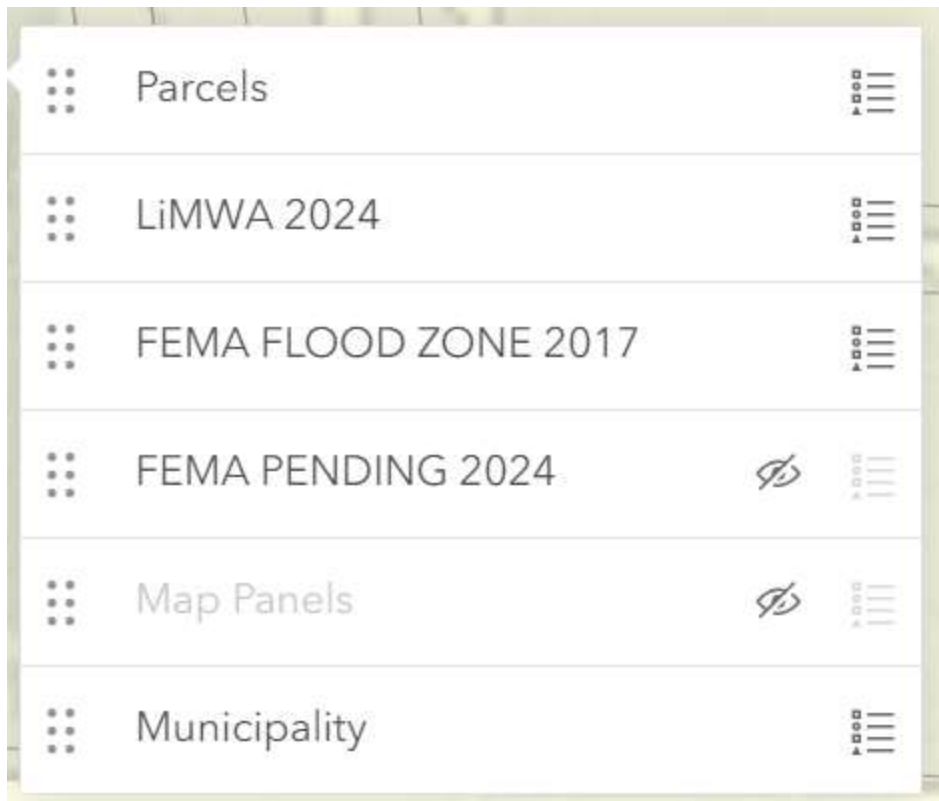 Parcels
LiMWA 2024
FEMA FLOOD ZONE 2017
FEMA PENDING 2024
Map Panels
Municipality